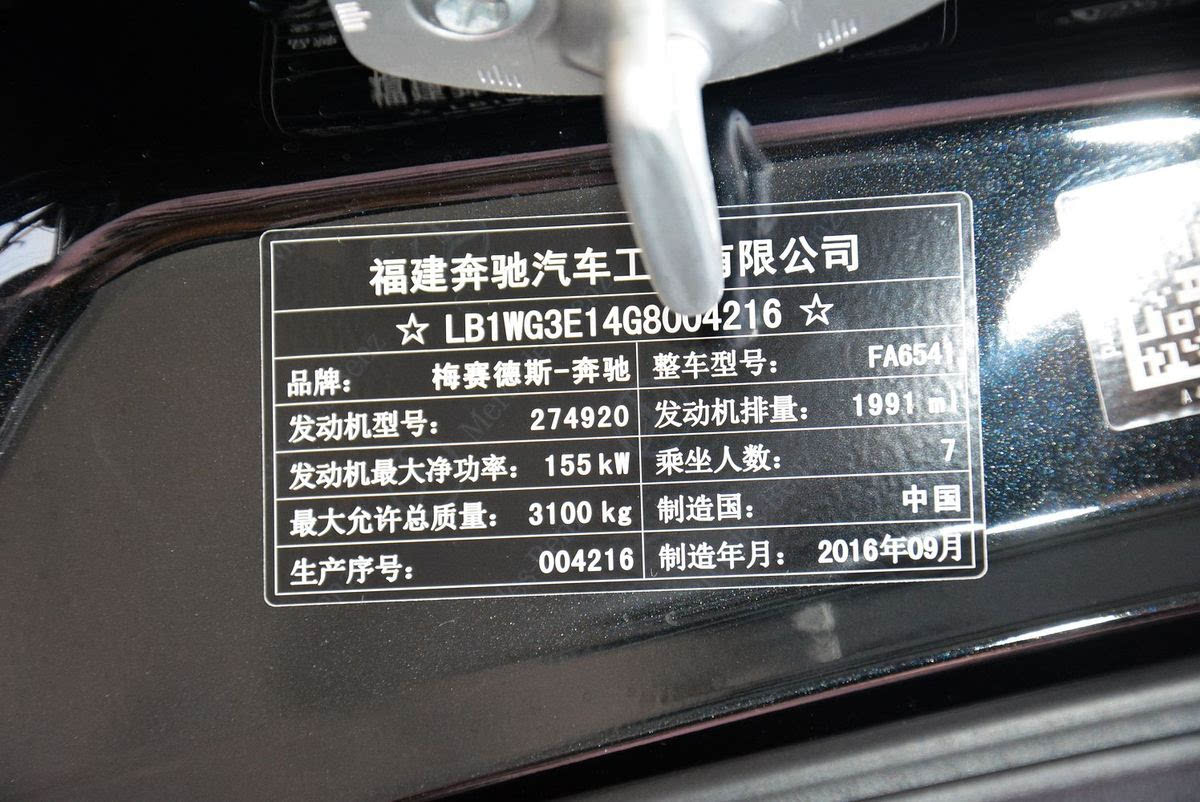 福建奔驰汽车工 有限公司
☆ LB1WG3E14G8004216 ☆
品牌： 梅赛德斯-奔驰 整车型号： FA6541
发动机型号： 274920 发动机排量： 1991 ml
发动机最大净功率： 155 kW 乘坐人数： 7
最大允许总质量： 3100 kg 制造国： 中国
生产序号： 004216 制造年月： 2016年09月